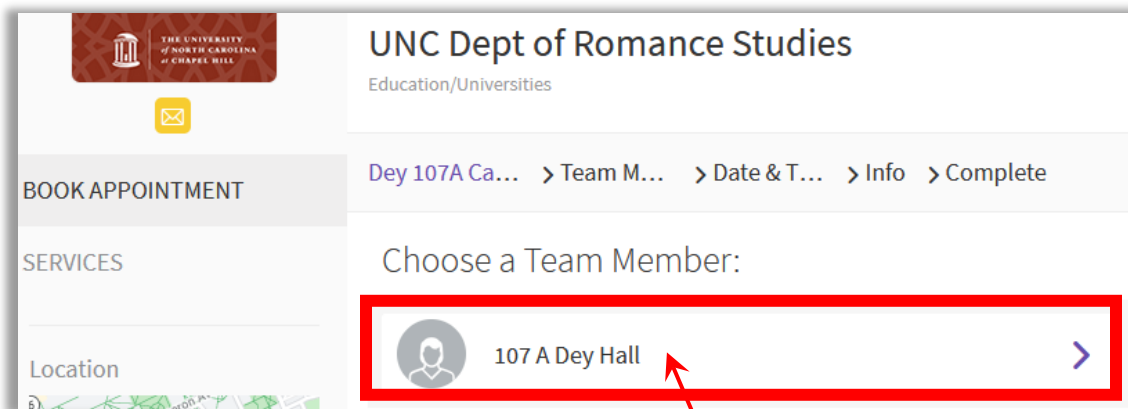 THE UNIVERSITY
of NORTH CAROLINA
at CHAPEL HILL
BOOK APPOINTMENT
SERVICES
Location
UNC Dept of Romance Studies
Education/Universities
Dey 107A Ca... > Team M... > Date & T... > Info > Complete
Choose a Team Member:
107 A Dey Hall